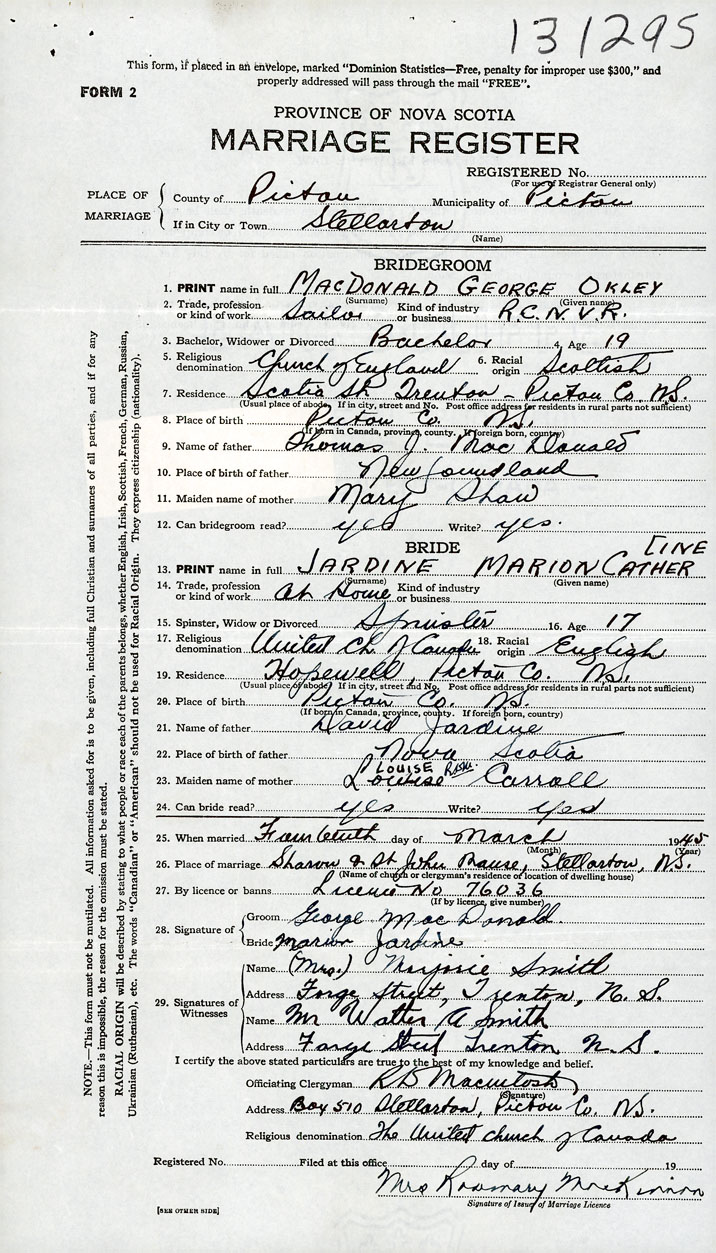 131295
This form, if placed in an envelope, marked "Dominion Statistics—Free, penalty for improper use $300," and
properly addressed will pass through the mail "FREE".
FORM 2
PROVINCE OF NOVA SCOTIA
MARRIAGE REGISTER
REGISTERED No.
(For use of Registrar General only)
PLACE OF MARRIAGE
County of Pictou Municipality of Pictou
If in City or Town Stellarton
(Name)
BRIDEGROOM
1. PRINT name in full MACDONALD GEORGE OKLEY
(Surname) (Given name)
2. Trade, profession or kind of work Sailor Kind of industry or business R.C.N.V.R.
3. Bachelor, Widower or Divorced Bachelor 4. Age 19
5. Religious denomination Church of England 6. Racial origin Scottish
7. Residence Scotia St. Trenton - Pictou Co. N.S.
(Usual place of abode. If in city, street and No. Post office address for residents in rural parts not sufficient)
8. Place of birth Pictou Co. N.S.
(If born in Canada, province, county. If foreign born, country)
9. Name of father Thomas J. MacDonald
10. Place of birth of father Newfoundland
11. Maiden name of mother Mary Shaw
12. Can bridegroom read? yes Write? yes.
BRIDE
13. PRINT name in full JARDINE MARION CATHER[INE
(Surname) (Given name)
14. Trade, profession or kind of work At Home Kind of industry or business
15. Spinster, Widow or Divorced Spinster 16. Age 17
17. Religious denomination United Ch. of Canada 18. Racial origin English
19. Residence Hopewell, Pictou Co. N.S.
(Usual place of abode. If in city, street and No. Post office address for residents in rural parts not sufficient)
20. Place of birth Pictou Co. N.S.
(If born in Canada, province, county. If foreign born, country)
21. Name of father David Jardine
22. Place of birth of father Nova Scotia
LOUISE
23. Maiden name of mother Louise Carroll
24. Can bride read? yes Write? yes
25. When married Fourteenth day of March 1945
(Month) (Year)
26. Place of marriage Sharon & St. John Manse, Stellarton, N.S.
(Name of church or clergyman's residence of location of dwelling house)
27. By licence or banns Licence No 76036
(If by licence, give number)
28. Signature of
Groom George MacDonald.
Bride Marion Jardine
29. Signatures of Witnesses
Name (Mrs.) Marjorie Smith
Address Forge Street, Trenton, N.S.
Name Mr Walter A Smith
Address Forge Street Trenton N.S.
I certify the above stated particulars are true to the best of my knowledge and belief.
Officiating Clergyman MacIntosh
(Signature)
Address Box 510 Stellarton, Pictou Co. N.S.
Religious denomination The United Church of Canada
Registered No. Filed at this office day of 19
Mrs Rosemary MacKinnon
Signature of Issuer of Marriage Licence
[SEE OTHER SIDE]
NOTE.—This form must not be mutilated. All information asked for is to be given, including full Christian and surnames of all parties, and if for any
reason this is impossible, the reason for the omission must be stated.
RACIAL ORIGIN will be described by stating to what people or race each of the parents belongs, whether English, Irish, Scottish, French, German, Russian,
Ukrainian (Ruthenian), etc. The words "Canadian" or "American" should not be used for Racial Origin. They express citizenship (nationality).